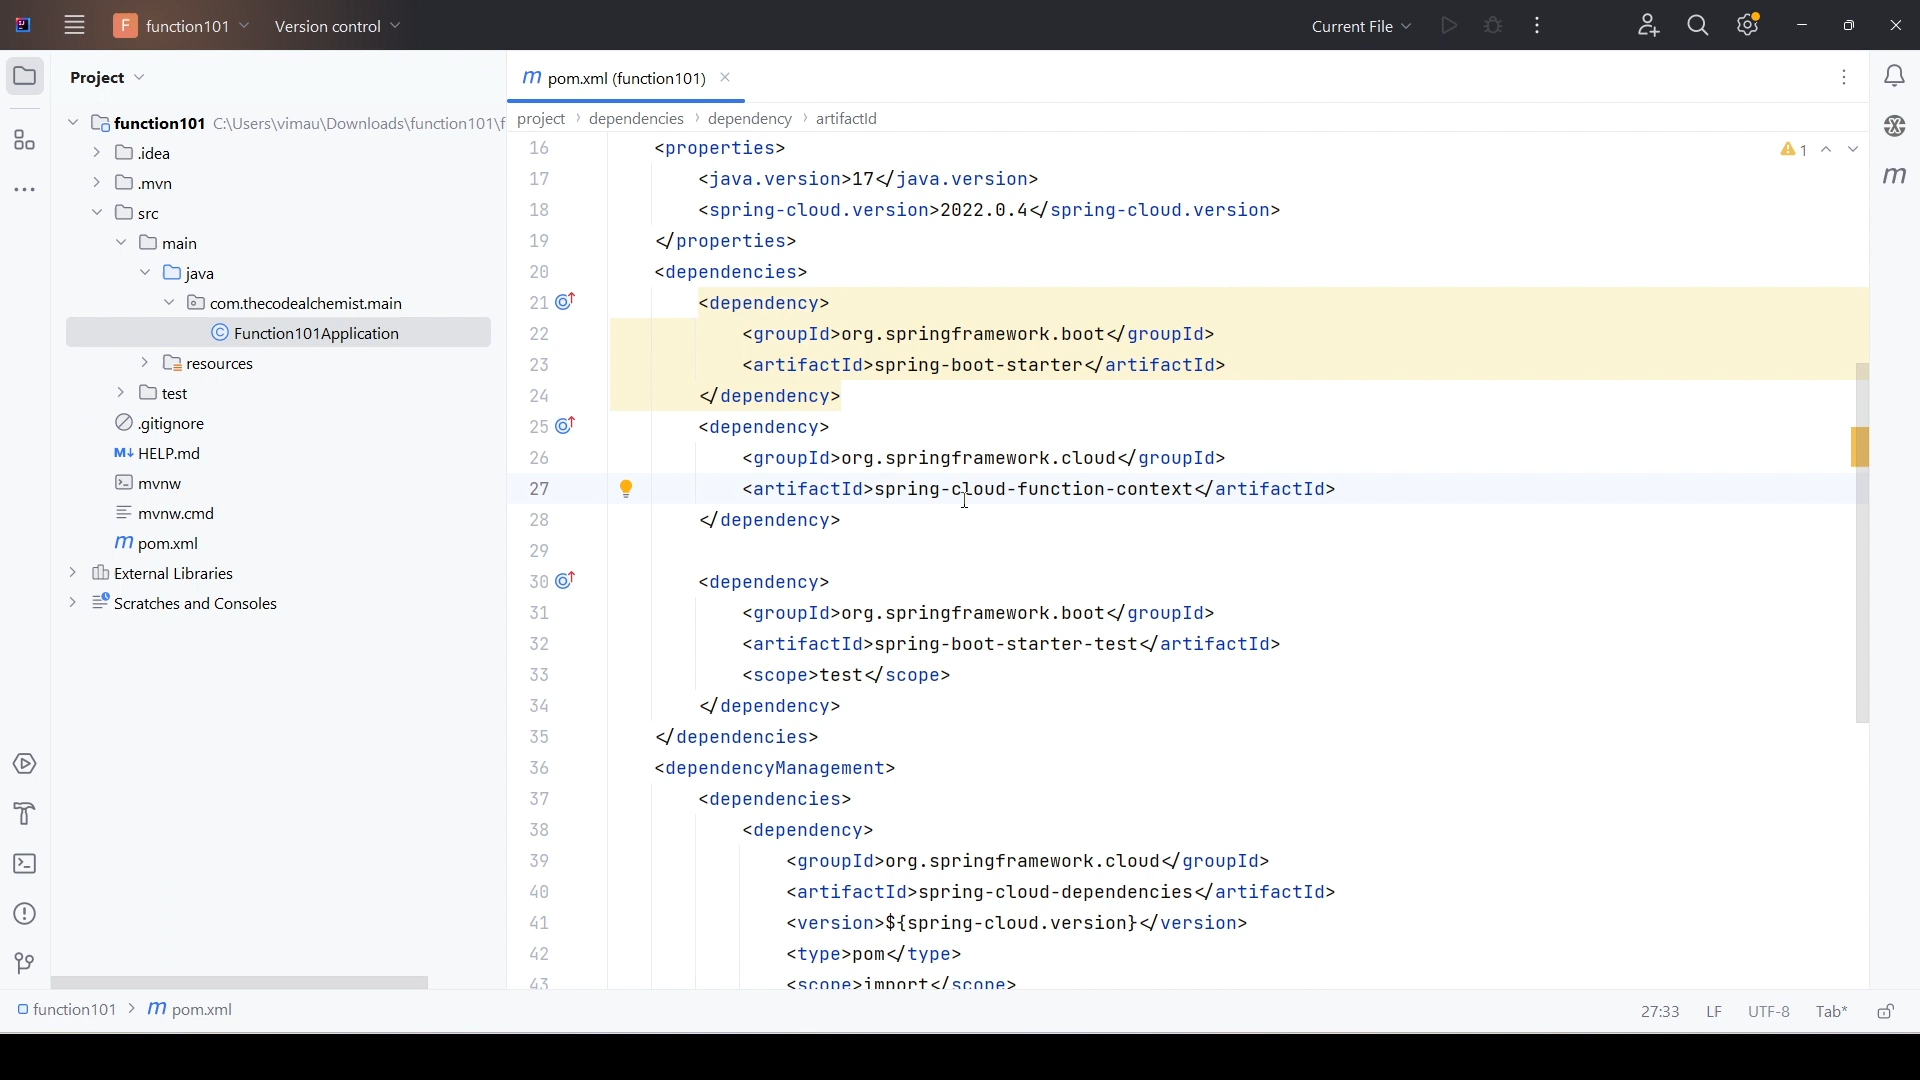 F function101 Version control Current File
Project
function101 C:\Users\vimau\Downloads\function101\f
.idea
.mvn
src
main
java
com.thecodealchemist.main
Function101Application
resources
test
.gitignore
HELP.md
mvnw
mvnw.cmd
pom.xml
External Libraries
Scratches and Consoles
m pom.xml (function101)
project › dependencies › dependency › artifactId
1
16 <properties>
17 <java.version>17</java.version>
18 <spring-cloud.version>2022.0.4</spring-cloud.version>
19 </properties>
20 <dependencies>
21 <dependency>
22 <groupId>org.springframework.boot</groupId>
23 <artifactId>spring-boot-starter</artifactId>
24 </dependency>
25 <dependency>
26 <groupId>org.springframework.cloud</groupId>
27 <artifactId>spring-cloud-function-context</artifactId>
28 </dependency>
29
30 <dependency>
31 <groupId>org.springframework.boot</groupId>
32 <artifactId>spring-boot-starter-test</artifactId>
33 <scope>test</scope>
34 </dependency>
35 </dependencies>
36 <dependencyManagement>
37 <dependencies>
38 <dependency>
39 <groupId>org.springframework.cloud</groupId>
40 <artifactId>spring-cloud-dependencies</artifactId>
41 <version>${spring-cloud.version}</version>
42 <type>pom</type>
43 <scope>import</scope>
function101 › m pom.xml
27:33 LF UTF-8 Tab*